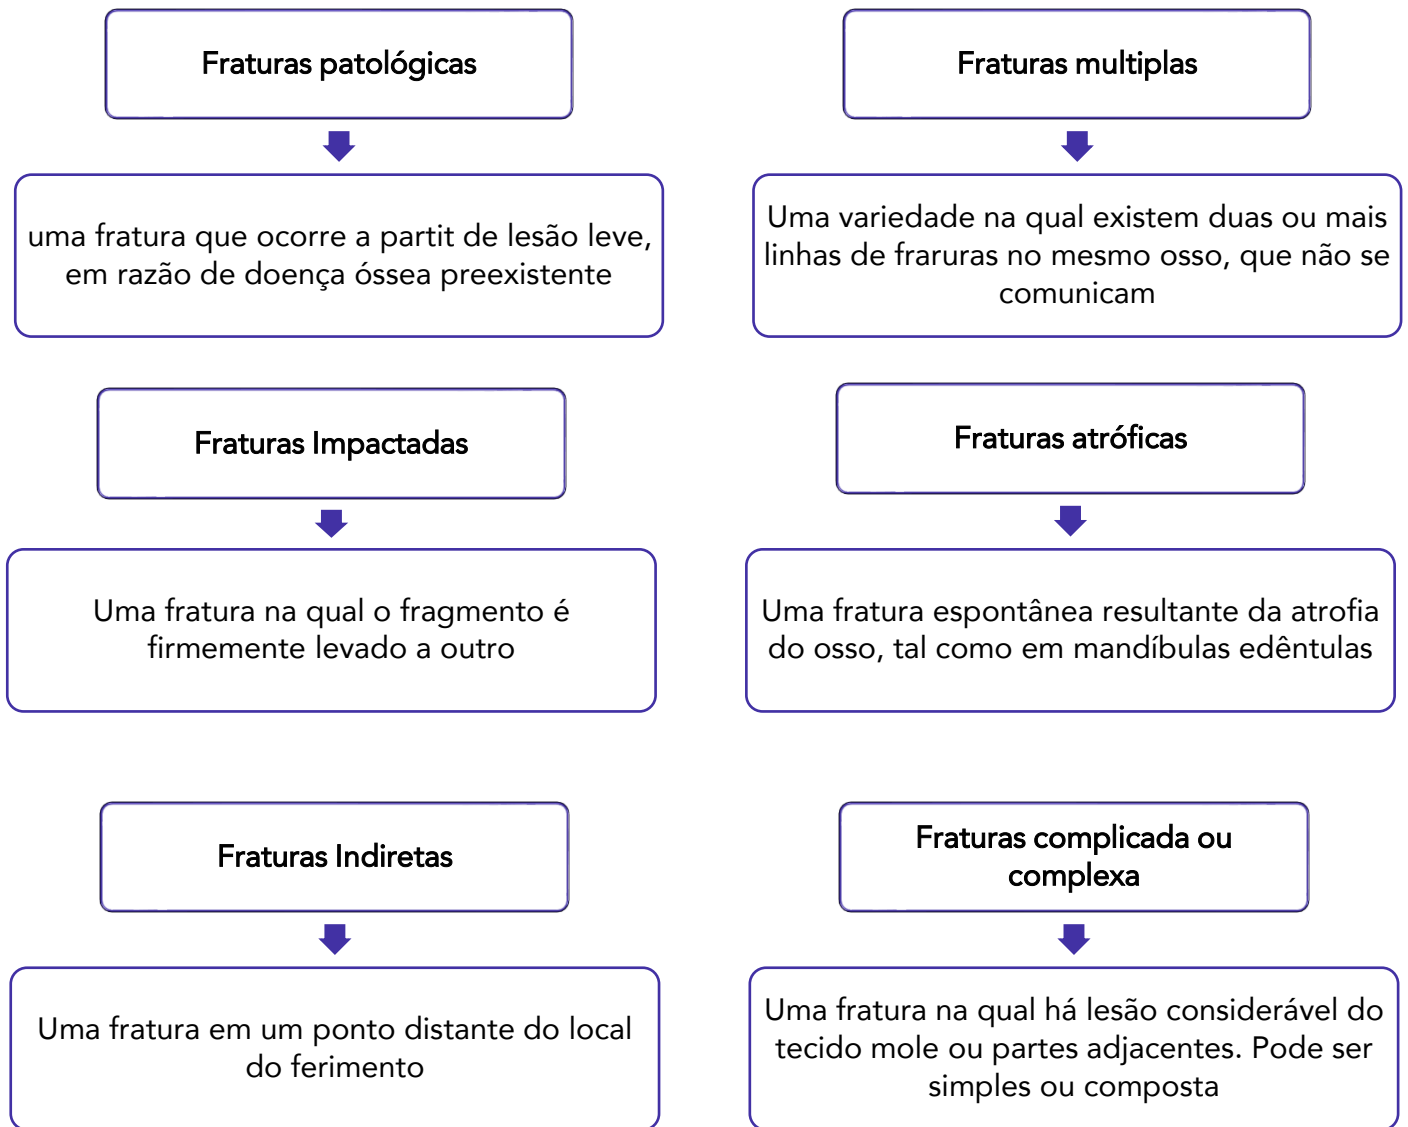 Fraturas patológicas
uma fratura que ocorre a partit de lesão leve,
em razão de doença óssea preexistente
Fraturas multiplas
Uma variedade na qual existem duas ou mais
linhas de fraruras no mesmo osso, que não se
comunicam
Fraturas Impactadas
Uma fratura na qual o fragmento é
firmemente levado a outro
Fraturas atróficas
Uma fratura espontânea resultante da atrofia
do osso, tal como em mandíbulas edêntulas
Fraturas Indiretas
Uma fratura em um ponto distante do local
do ferimento
Fraturas complicada ou
complexa
Uma fratura na qual há lesão considerável do
tecido mole ou partes adjacentes. Pode ser
simples ou composta